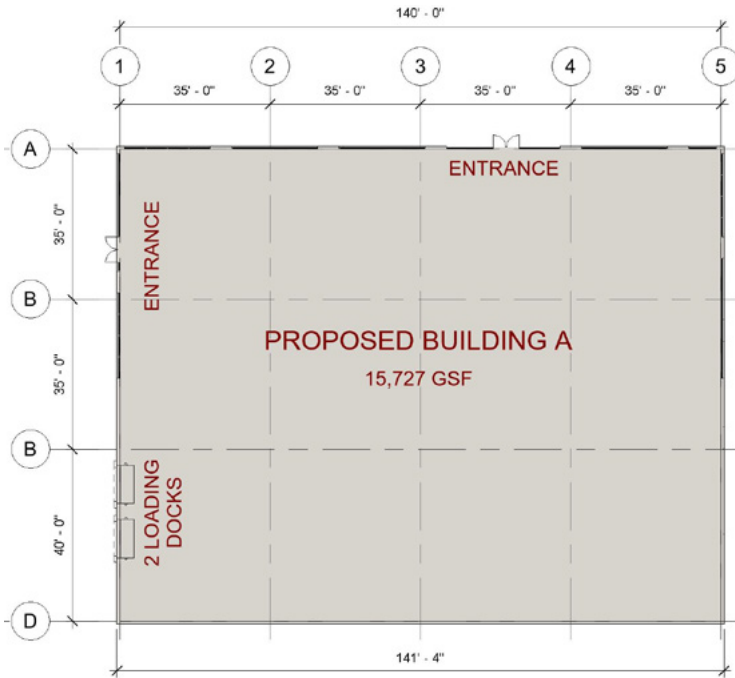 140' - 0"
1 2 3 4 5
35' - 0" 35' - 0" 35' - 0" 35' - 0"
A
ENTRANCE
35' - 0"
ENTRANCE
B
PROPOSED BUILDING A
35' - 0"
15,727 GSF
B
40' - 0"
2 LOADING
DOCKS
D
141' - 4"